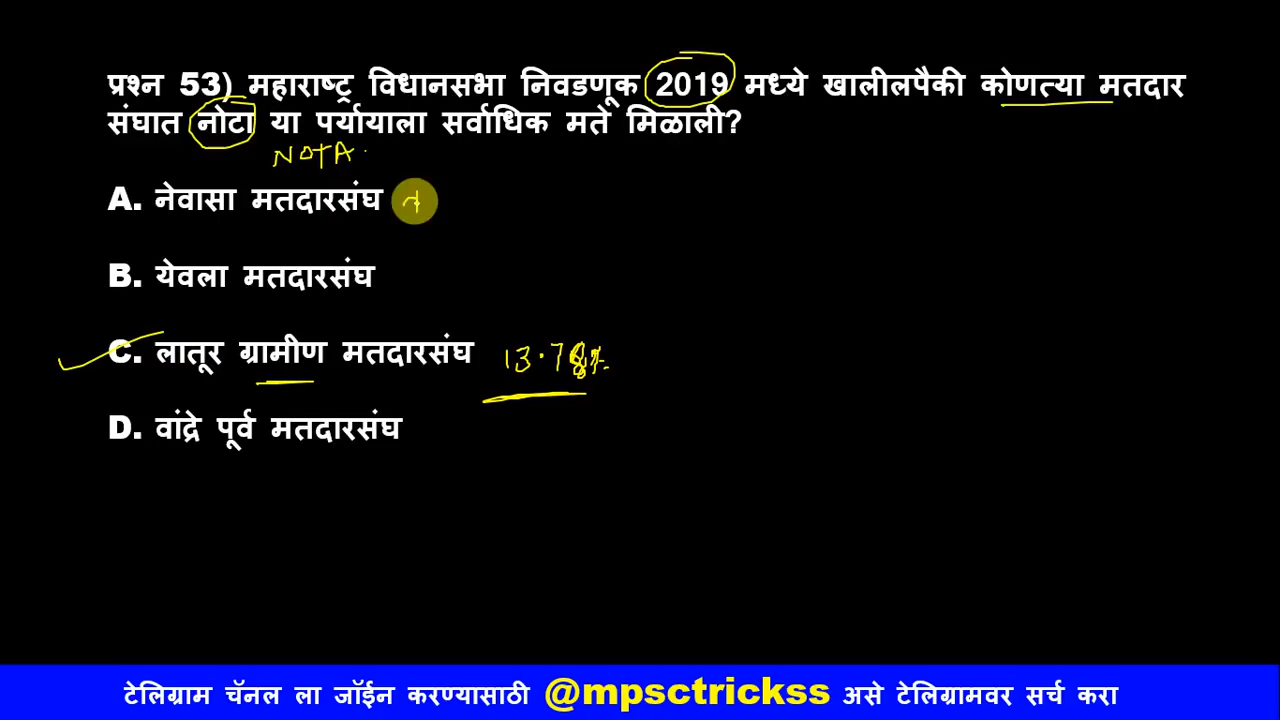 प्रश्न 53) महाराष्ट्र विधानसभा निवडणूक 2019 मध्ये खालीलपैकी कोणत्या मतदार
संघात नोटा या पर्यायाला सर्वाधिक मते मिळाली?
NOTA
A. नेवासा मतदारसंघ
B. येवला मतदारसंघ
C. लातूर ग्रामीण मतदारसंघ
D. वांद्रे पूर्व मतदारसंघ
टेलिग्राम चॅनल ला जॉईन करण्यासाठी @mpsctrickss असे टेलिग्रामवर सर्च करा